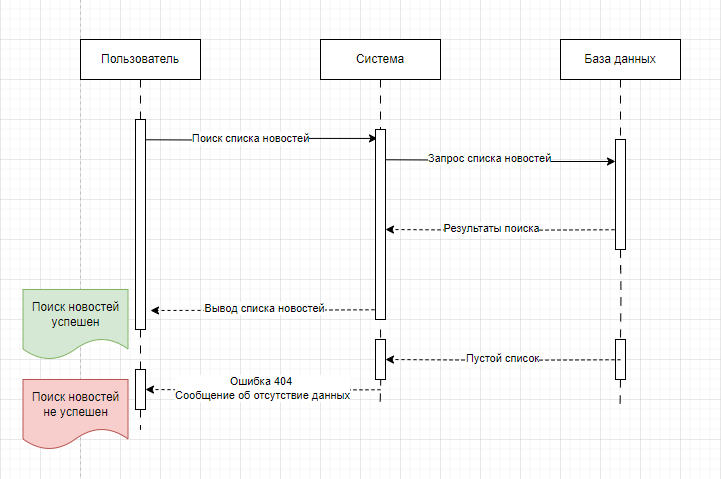 Пользователь
Система
База данных
Поиск списка новостей
Запрос списка новостей
Результаты поиска
Поиск новостей
успешен
Вывод списка новостей
Пустой список
Ошибка 404
Сообщение об отсутствие данных
Поиск новостей
не успешен